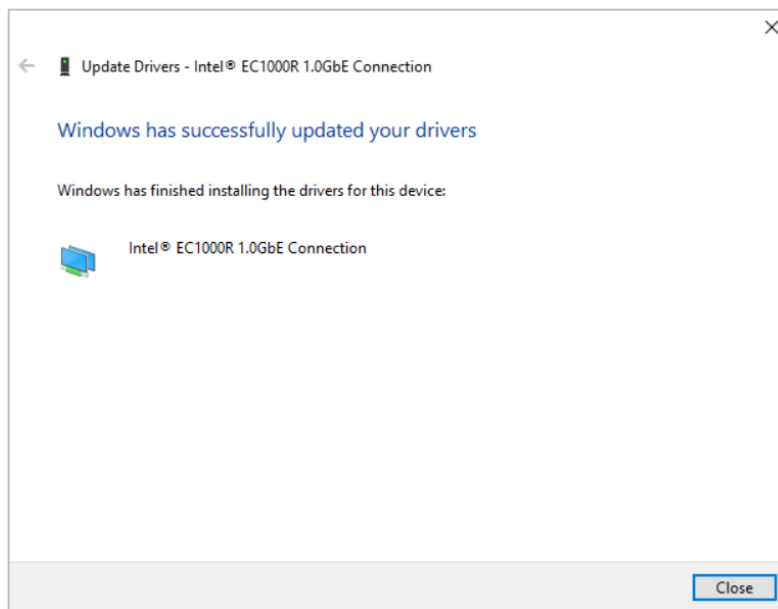 Update Drivers - Intel® EC1000R 1.0GbE Connection
Windows has successfully updated your drivers
Windows has finished installing the drivers for this device:
Intel® EC1000R 1.0GbE Connection
Close